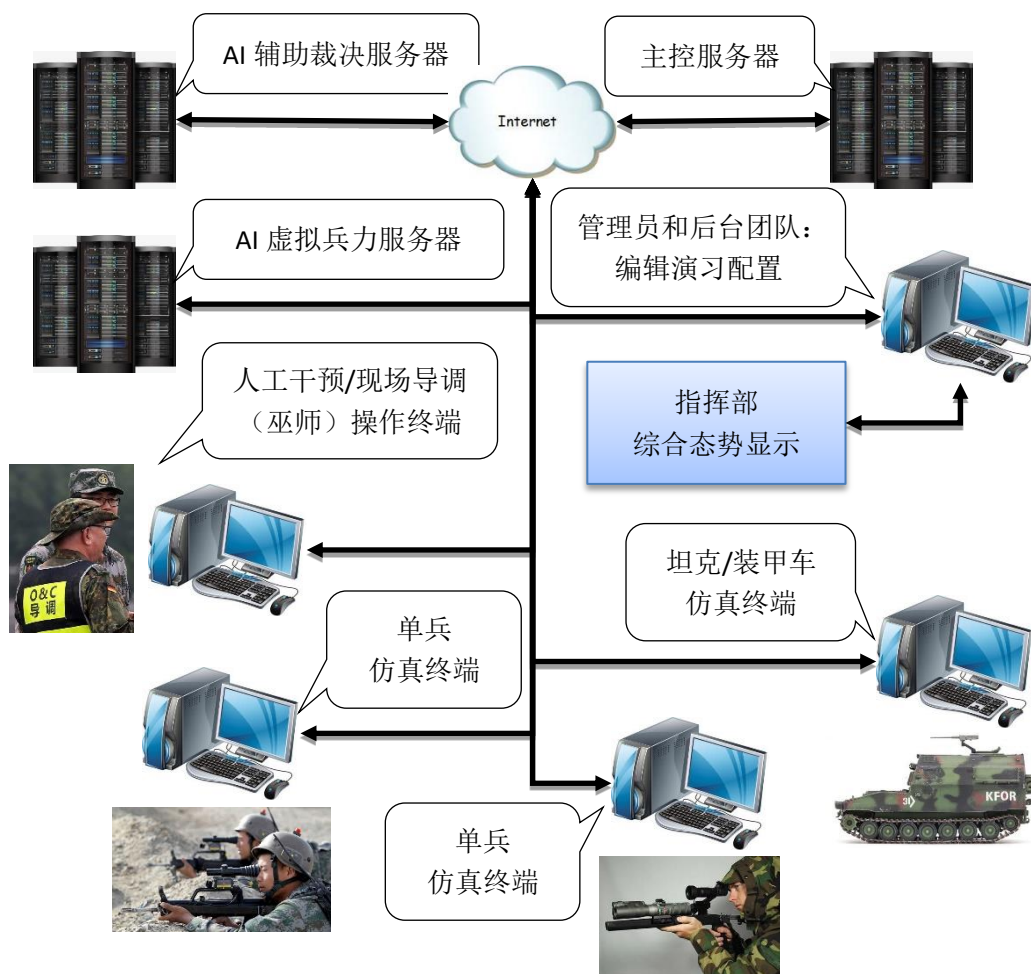 AI 辅助裁决服务器
主控服务器
Internet
AI 虚拟兵力服务器
管理员和后台团队：
编辑演习配置
人工干预/现场导调
（巫师）操作终端
指挥部
综合态势显示
O&C
导调
坦克/装甲车
仿真终端
单兵
仿真终端
31
KFOR
单兵
仿真终端